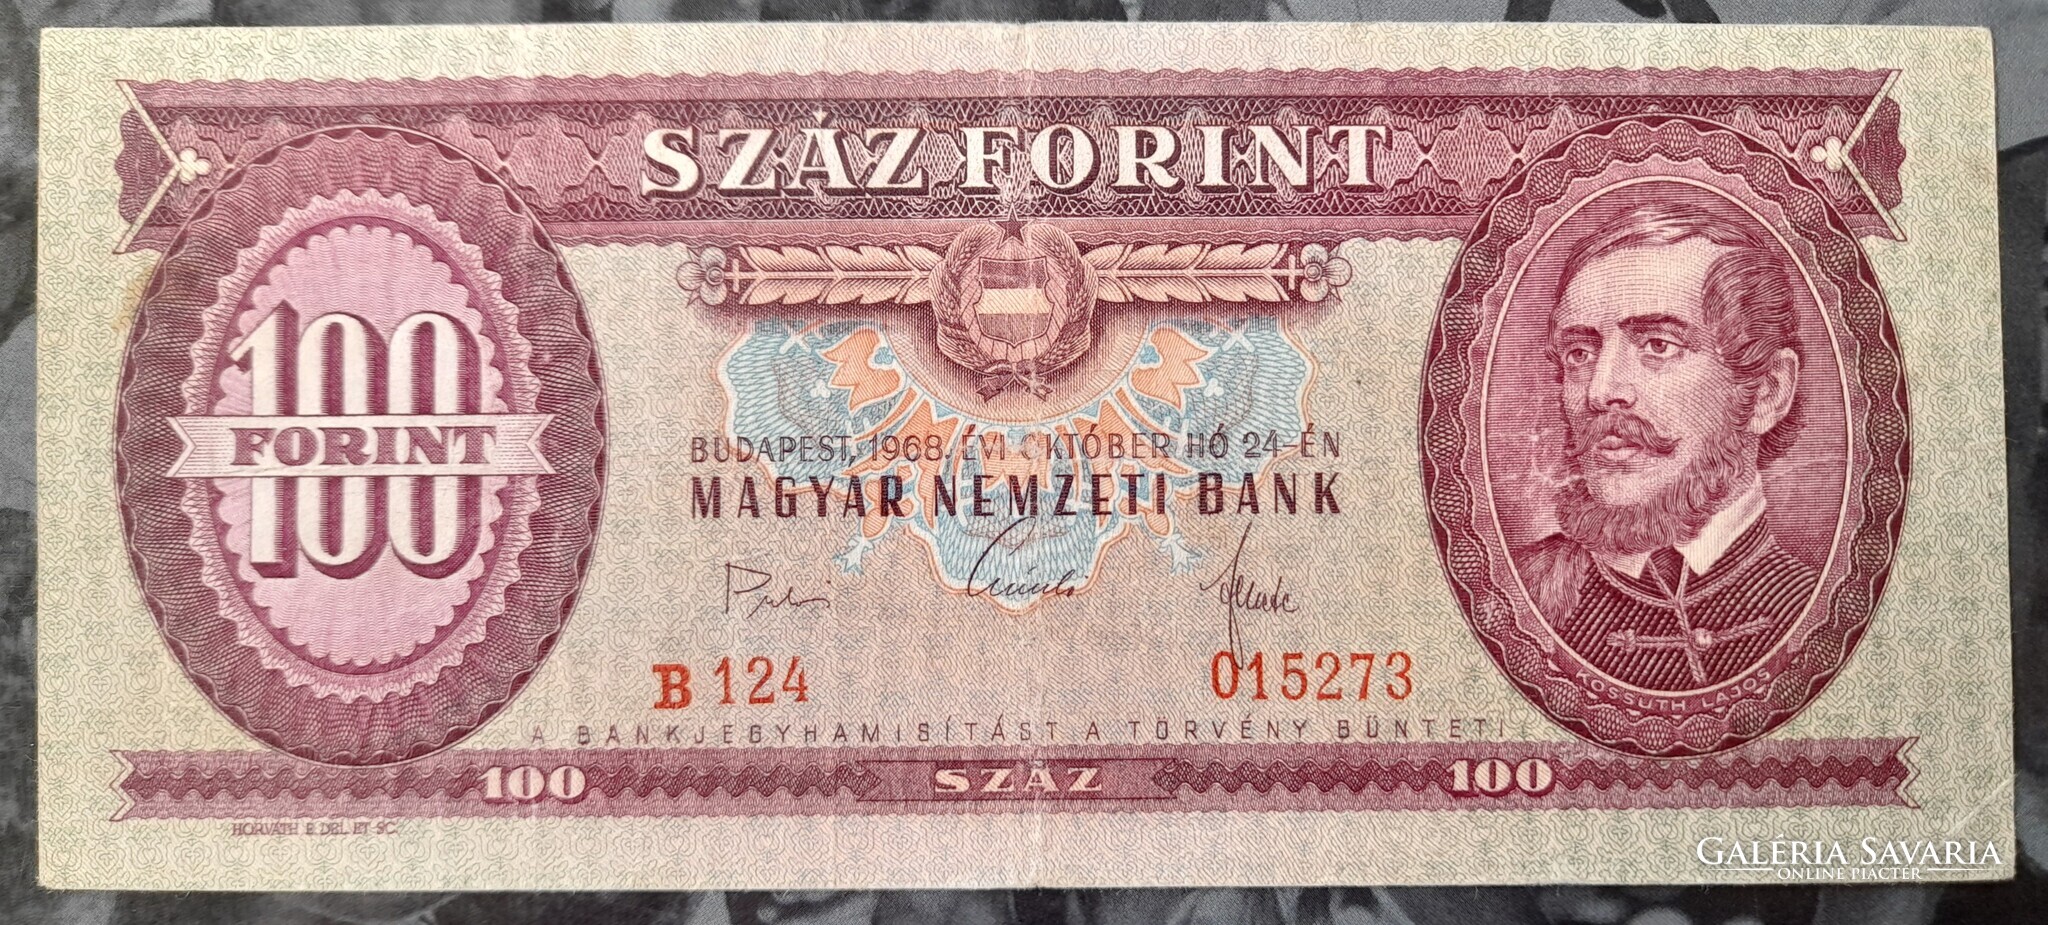 SZÁZ FORINT
100
FORINT
100
BUDAPEST, 1968. ÉVI OKTÓBER HÓ 24-ÉN
MAGYAR NEMZETI BANK
B 124
015273
KOSSUTH LAJOS
A BANKJEGYHAMISÍTÁST A TÖRVÉNY BÜNTETI
100
SZÁZ
100
HORVÁTH E. DEL. ET SC.
GALÉRIA SAVARIA
ONLINE PIACTÉR